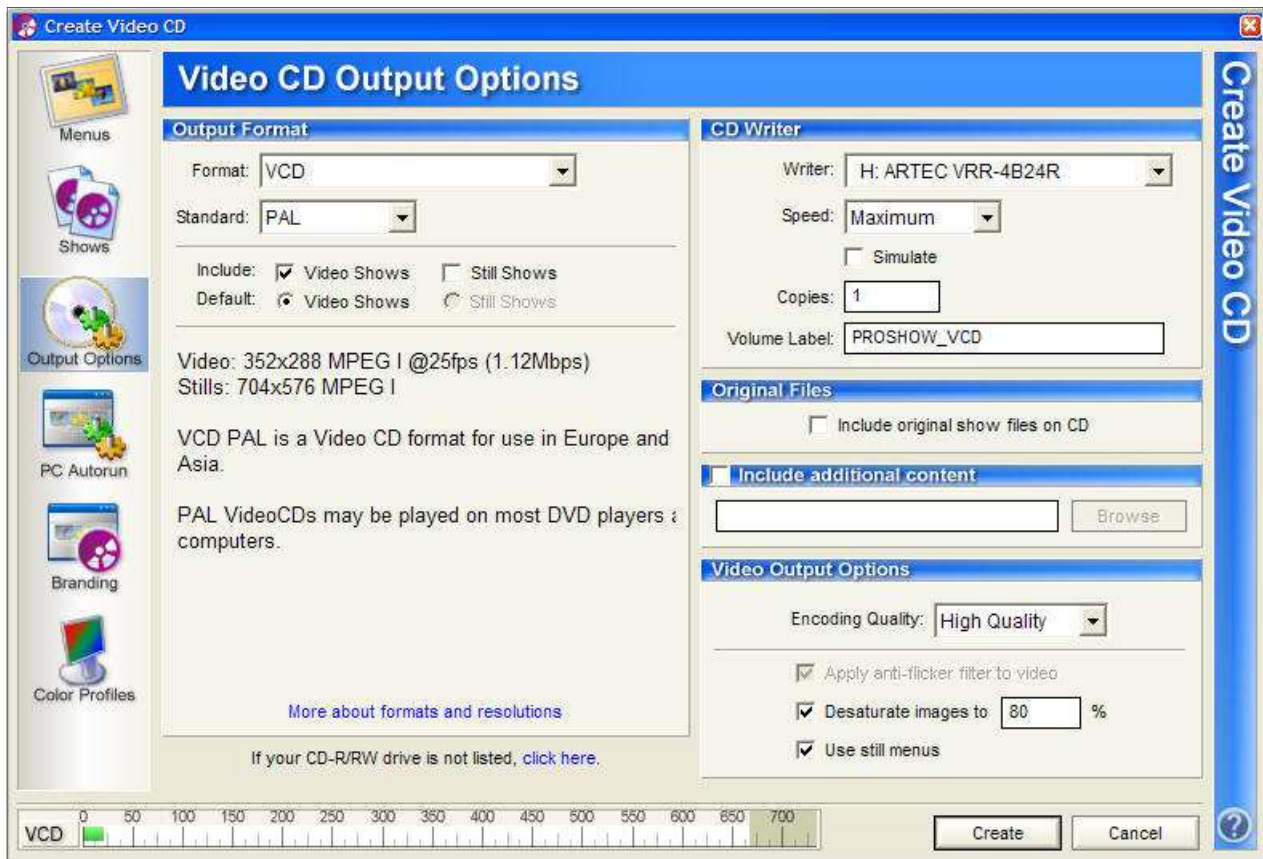 Create Video CD
Menus
Shows
Output Options
PC Autorun
Branding
Color Profiles
Video CD Output Options
Output Format
Format: VCD
Standard: PAL
Include: Video Shows Still Shows
Default: Video Shows Still Shows
Video: 352x288 MPEG I @25fps (1.12Mbps)
Stills: 704x576 MPEG I
VCD PAL is a Video CD format for use in Europe and
Asia.
PAL VideoCDs may be played on most DVD players a
computers.
More about formats and resolutions
If your CD-R/RW drive is not listed, click here.
CD Writer
Writer: H: ARTEC VRR-4B24R
Speed: Maximum
Simulate
Copies: 1
Volume Label: PROSHOW_VCD
Original Files
Include original show files on CD
Include additional content
Browse
Video Output Options
Encoding Quality: High Quality
Apply anti-flicker filter to video
Desaturate images to 80 %
Use still menus
Create Video CD
VCD 0 50 100 150 200 250 300 350 400 450 500 550 600 650 700
Create Cancel ?